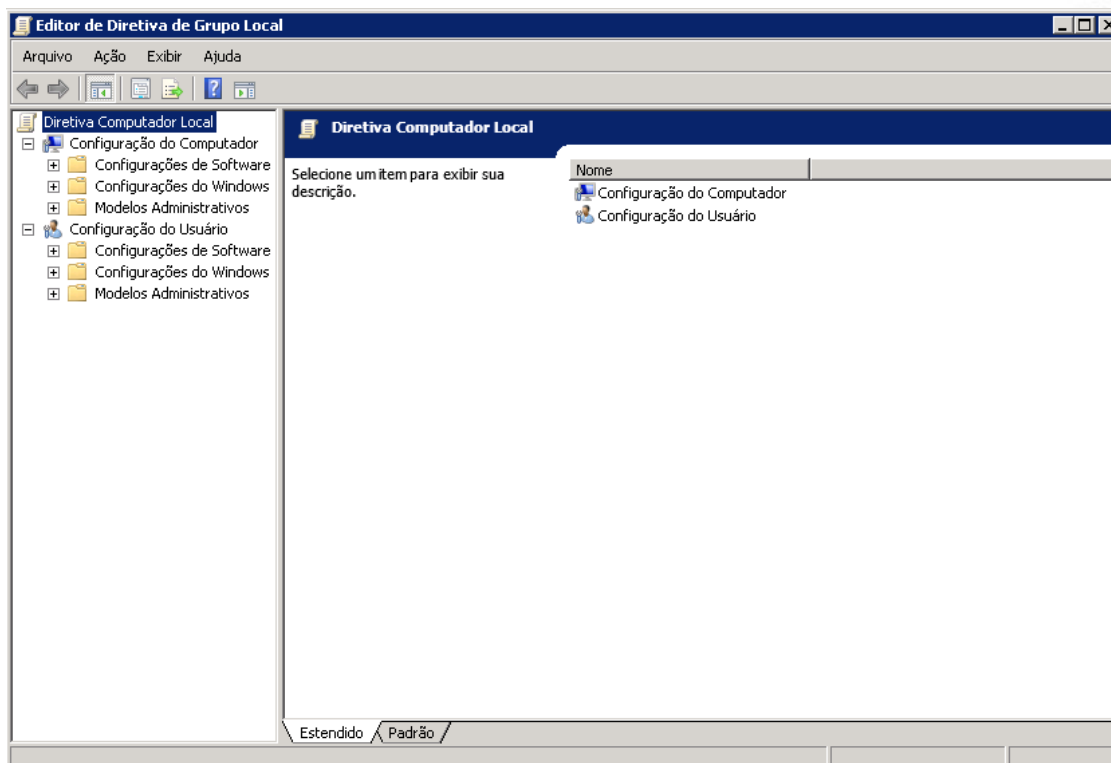 Editor de Diretiva de Grupo Local
Arquivo Ação Exibir Ajuda
Diretiva Computador Local
Configuração do Computador
Configurações de Software
Configurações do Windows
Modelos Administrativos
Configuração do Usuário
Configurações de Software
Configurações do Windows
Modelos Administrativos
Diretiva Computador Local
Selecione um item para exibir sua
descrição.
Nome
Configuração do Computador
Configuração do Usuário
Estendido Padrão